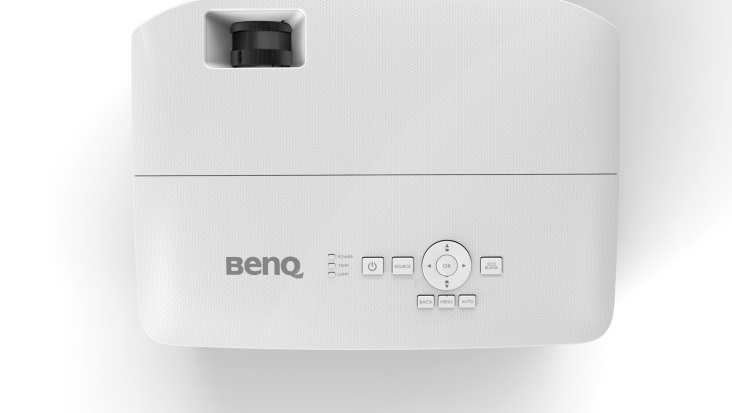 BenQ
POWER
TEMP
LAMP
SOURCE
OK
ECO
BLANK
BACK
MENU
AUTO